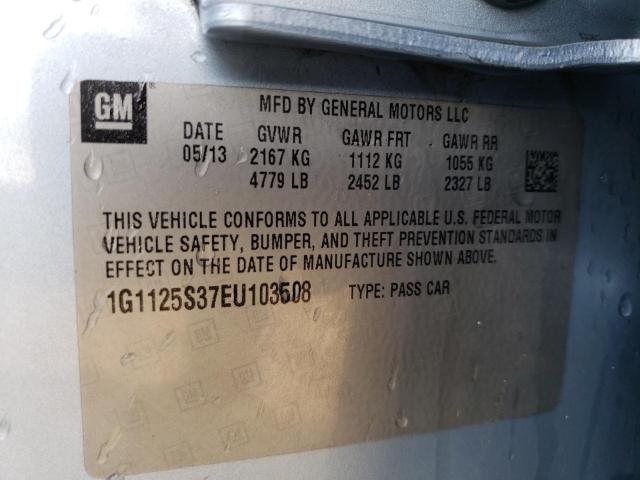 GM
MFD BY GENERAL MOTORS LLC
DATE GVWR GAWR FRT GAWR RR
05/13 2167 KG 1112 KG 1055 KG
4779 LB 2452 LB 2327 LB
THIS VEHICLE CONFORMS TO ALL APPLICABLE U.S. FEDERAL MOTOR
VEHICLE SAFETY, BUMPER, AND THEFT PREVENTION STANDARDS IN
EFFECT ON THE DATE OF MANUFACTURE SHOWN ABOVE.
1G1125S37EU103508 TYPE: PASS CAR